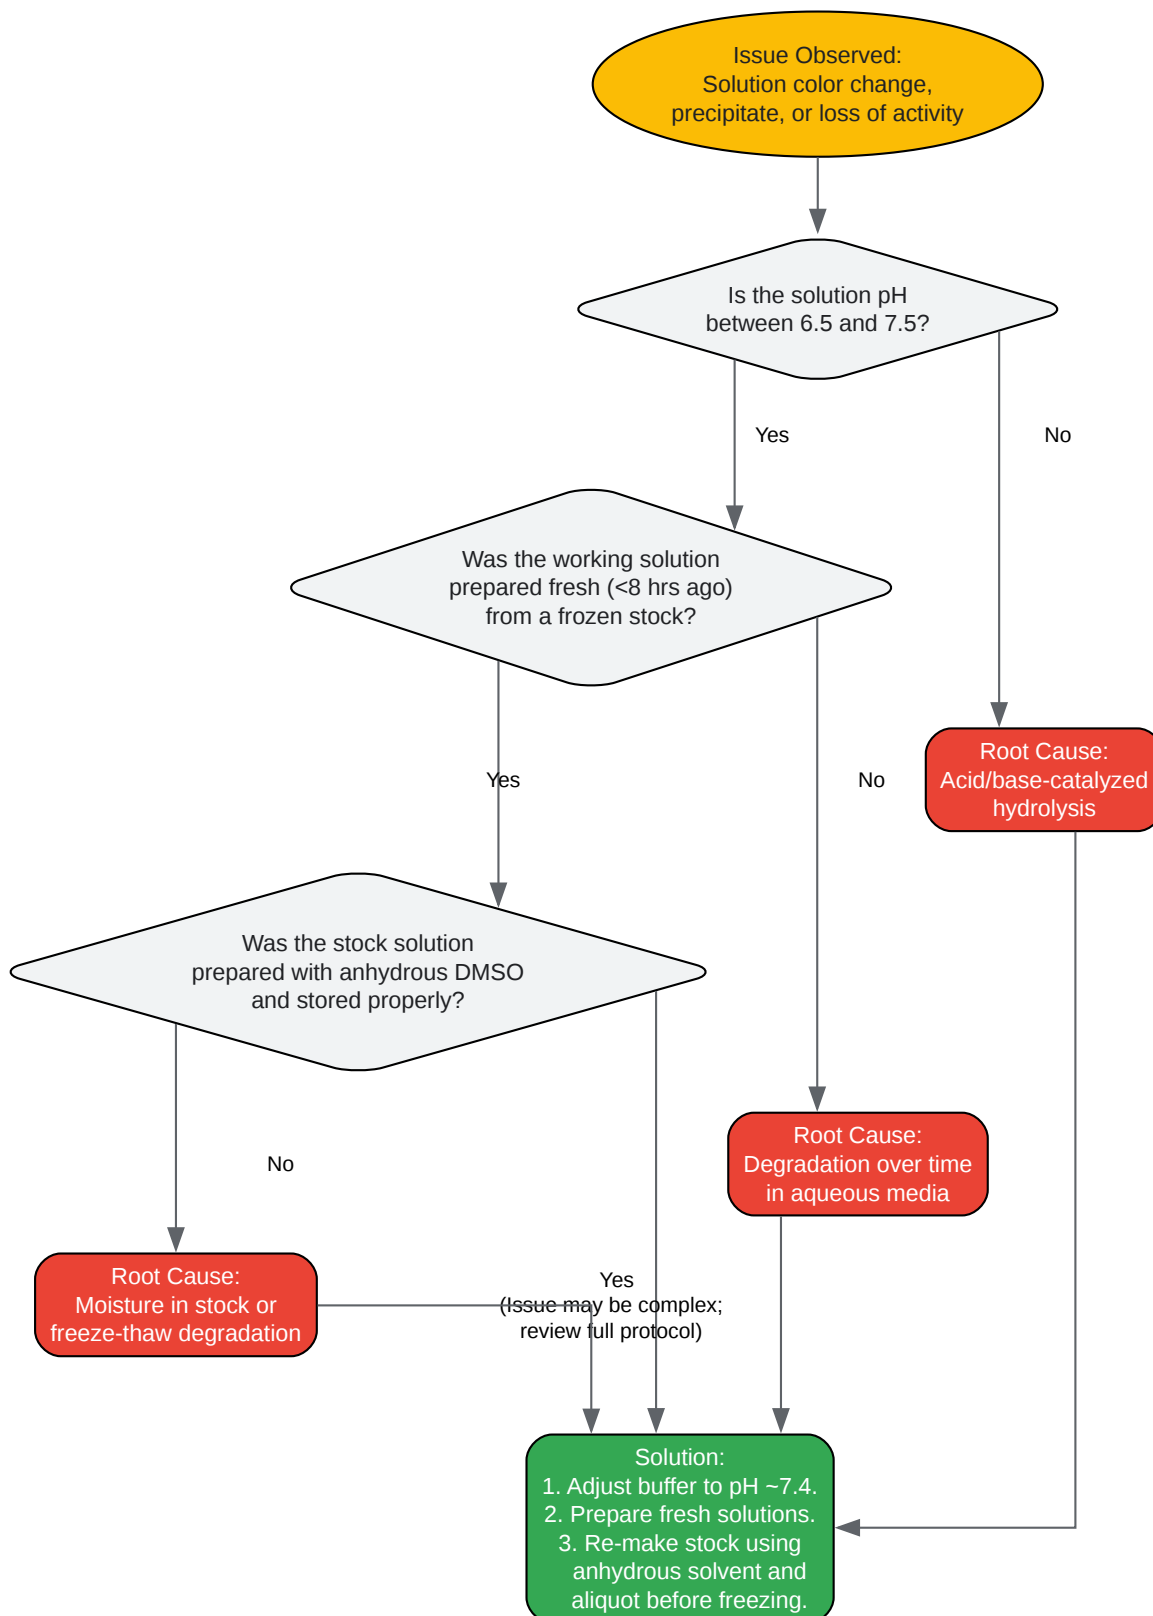 Issue Observed:
Solution color change,
precipitate, or loss of activity
Is the solution pH
between 6.5 and 7.5?
Yes
No
Was the working solution
prepared fresh (<8 hrs ago)
from a frozen stock?
Yes
No
Root Cause:
Acid/base-catalyzed
hydrolysis
Was the stock solution
prepared with anhydrous DMSO
and stored properly?
No
Root Cause:
Degradation over time
in aqueous media
Root Cause:
Moisture in stock or
freeze-thaw degradation
Yes
(Issue may be complex;
review full protocol)
Solution:
1. Adjust buffer to pH ~7.4.
2. Prepare fresh solutions.
3. Re-make stock using
anhydrous solvent and
aliquot before freezing.